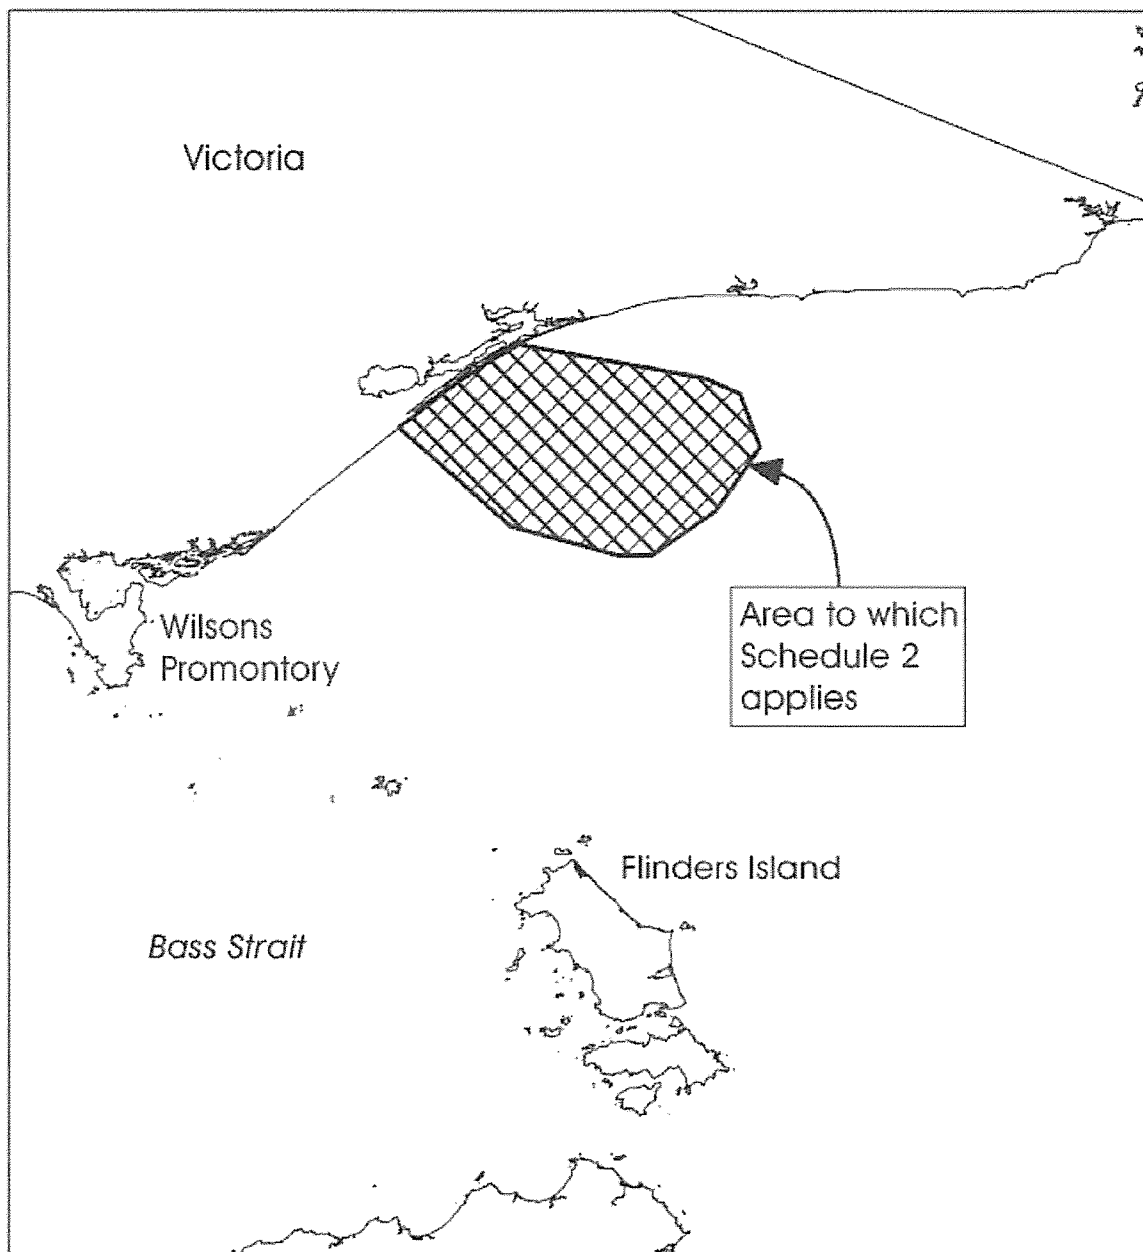 Victoria
Wilsons
Promontory
Area to which
Schedule 2
applies
Flinders Island
Bass Strait